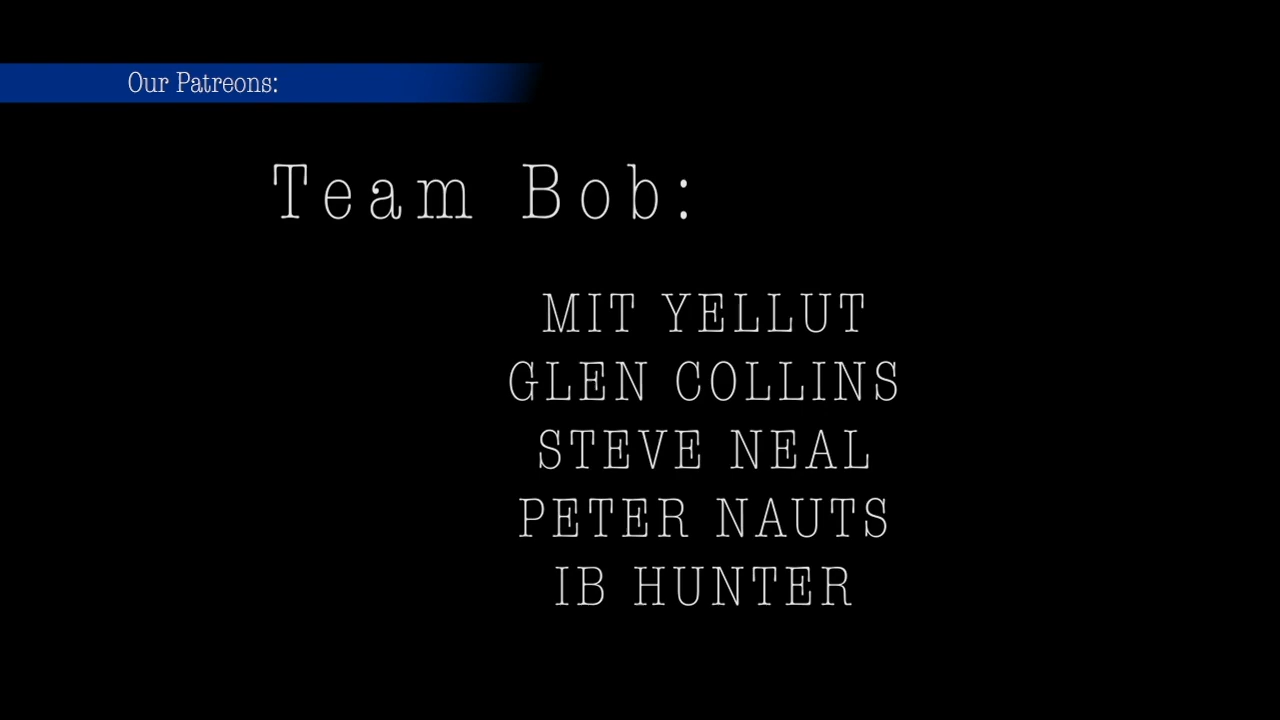 Our Patreons:
Team Bob:
MIT YELLUT
GLEN COLLINS
STEVE NEAL
PETER NAUTS
IB HUNTER